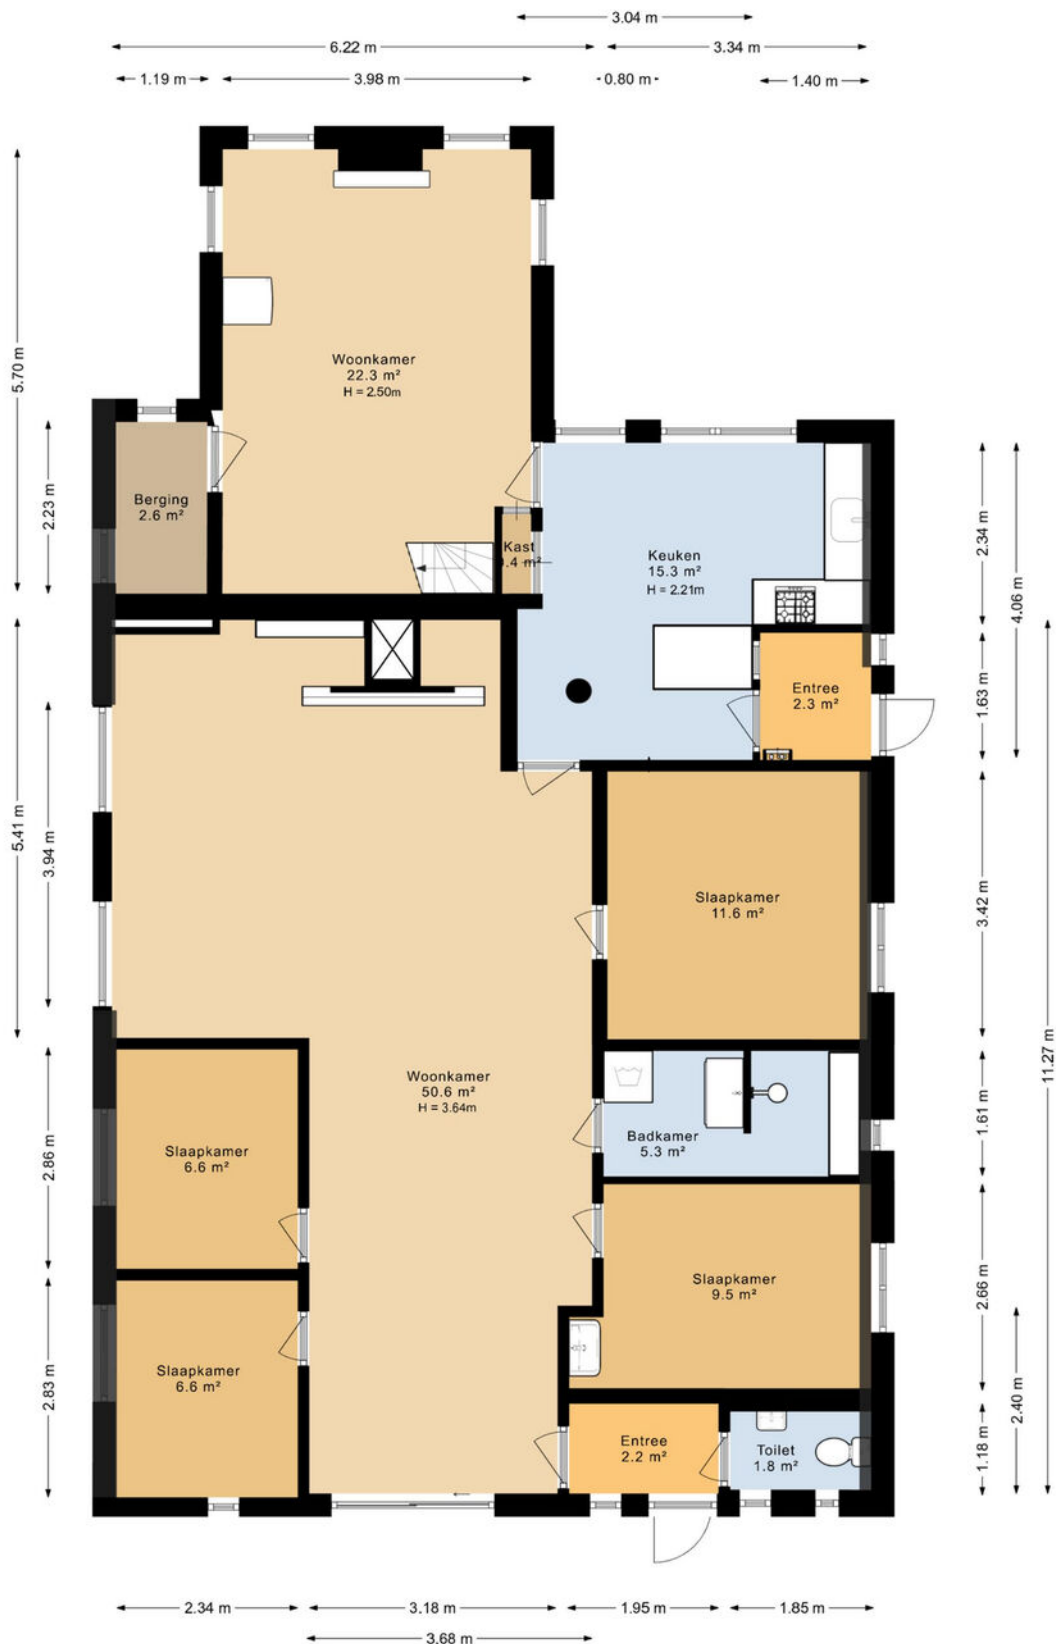 3.04 m
6.22 m
3.34 m
1.19 m
3.98 m
0.80 m
1.40 m
5.70 m
Woonkamer
22.3 m²
H = 2.50m
2.23 m
Berging
2.6 m²
Kast
.4 m²
Keuken
15.3 m²
H = 2.21m
2.34 m
4.06 m
Entree
2.3 m²
1.63 m
5.41 m
3.94 m
Slaapkamer
11.6 m²
3.42 m
11.27 m
Woonkamer
50.6 m²
H = 3.64m
2.86 m
Slaapkamer
6.6 m²
Badkamer
5.3 m²
1.61 m
Slaapkamer
9.5 m²
2.66 m
2.83 m
Slaapkamer
6.6 m²
2.40 m
Entree
2.2 m²
Toilet
1.8 m²
1.18 m
2.34 m
3.18 m
1.95 m
1.85 m
3.68 m